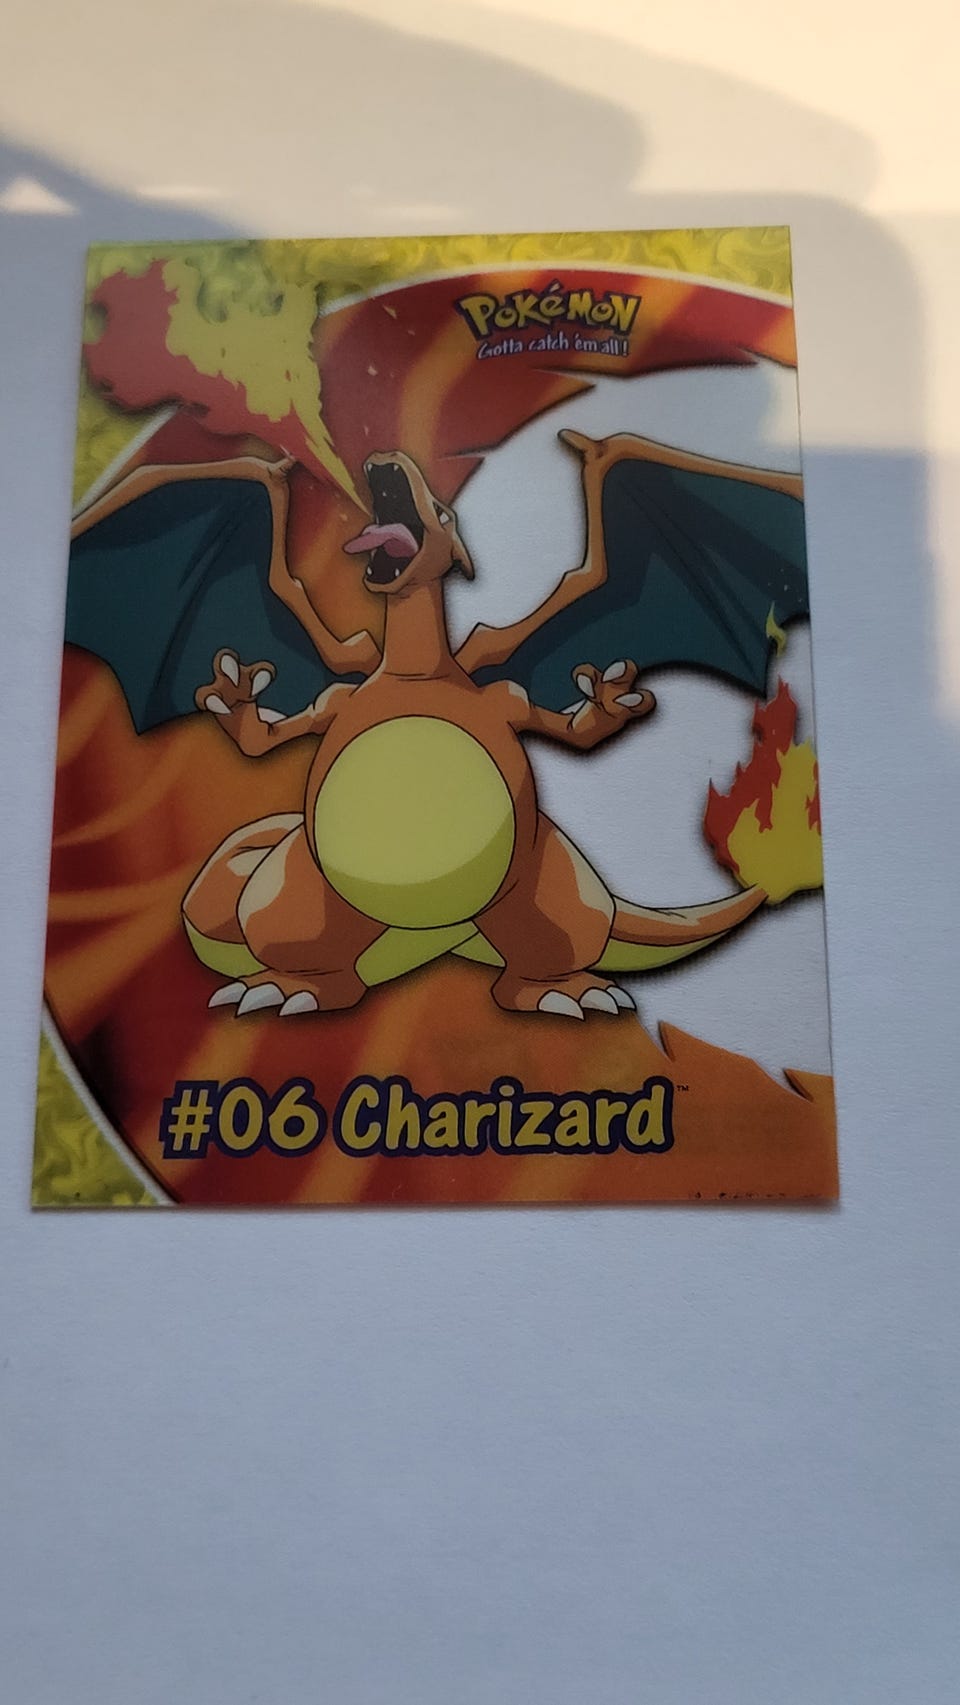 POKéMON
Gotta catch 'em all!
#06 Charizard™